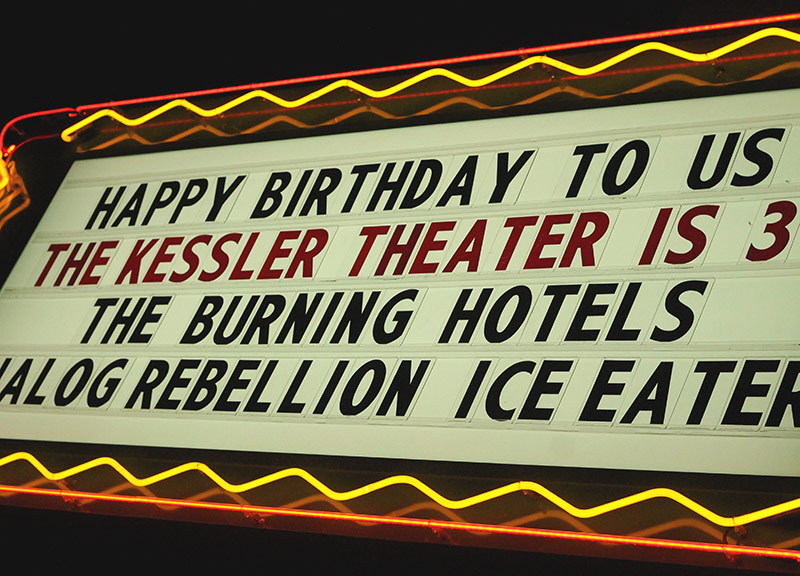 HAPPY BIRTHDAY TO US
THE KESSLER THEATER IS 3
THE BURNING HOTELS
REBELLION ICE EATER